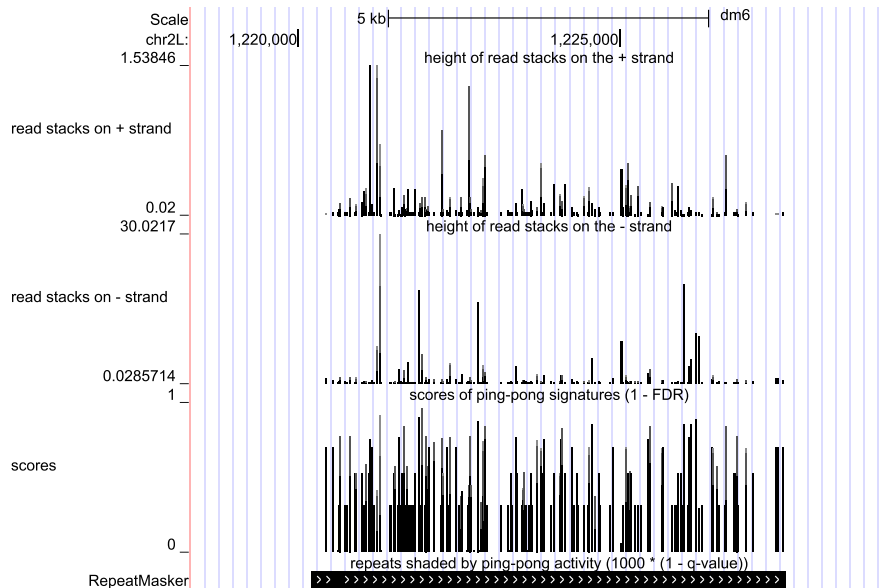 Scale 5 kb dm6
chr2L: 1,220,000 1,225,000
1.53846 height of read stacks on the + strand
read stacks on + strand
0.02
30.0217 height of read stacks on the - strand
read stacks on - strand
0.0285714
1 scores of ping-pong signatures (1 - FDR)
scores
0
repeats shaded by ping-pong activity (1000 * (1 - q-value))
RepeatMasker